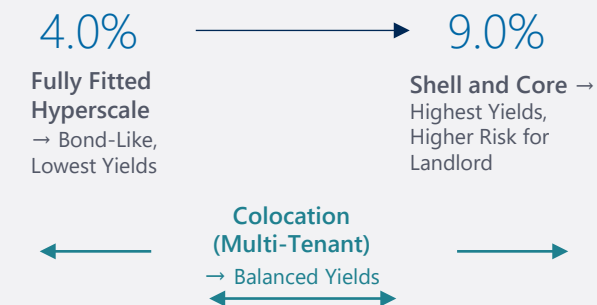 4.0%
Fully Fitted
Hyperscale
→ Bond-Like,
Lowest Yields
9.0%
Shell and Core →
Highest Yields,
Higher Risk for
Landlord
Colocation
(Multi-Tenant)
→ Balanced Yields